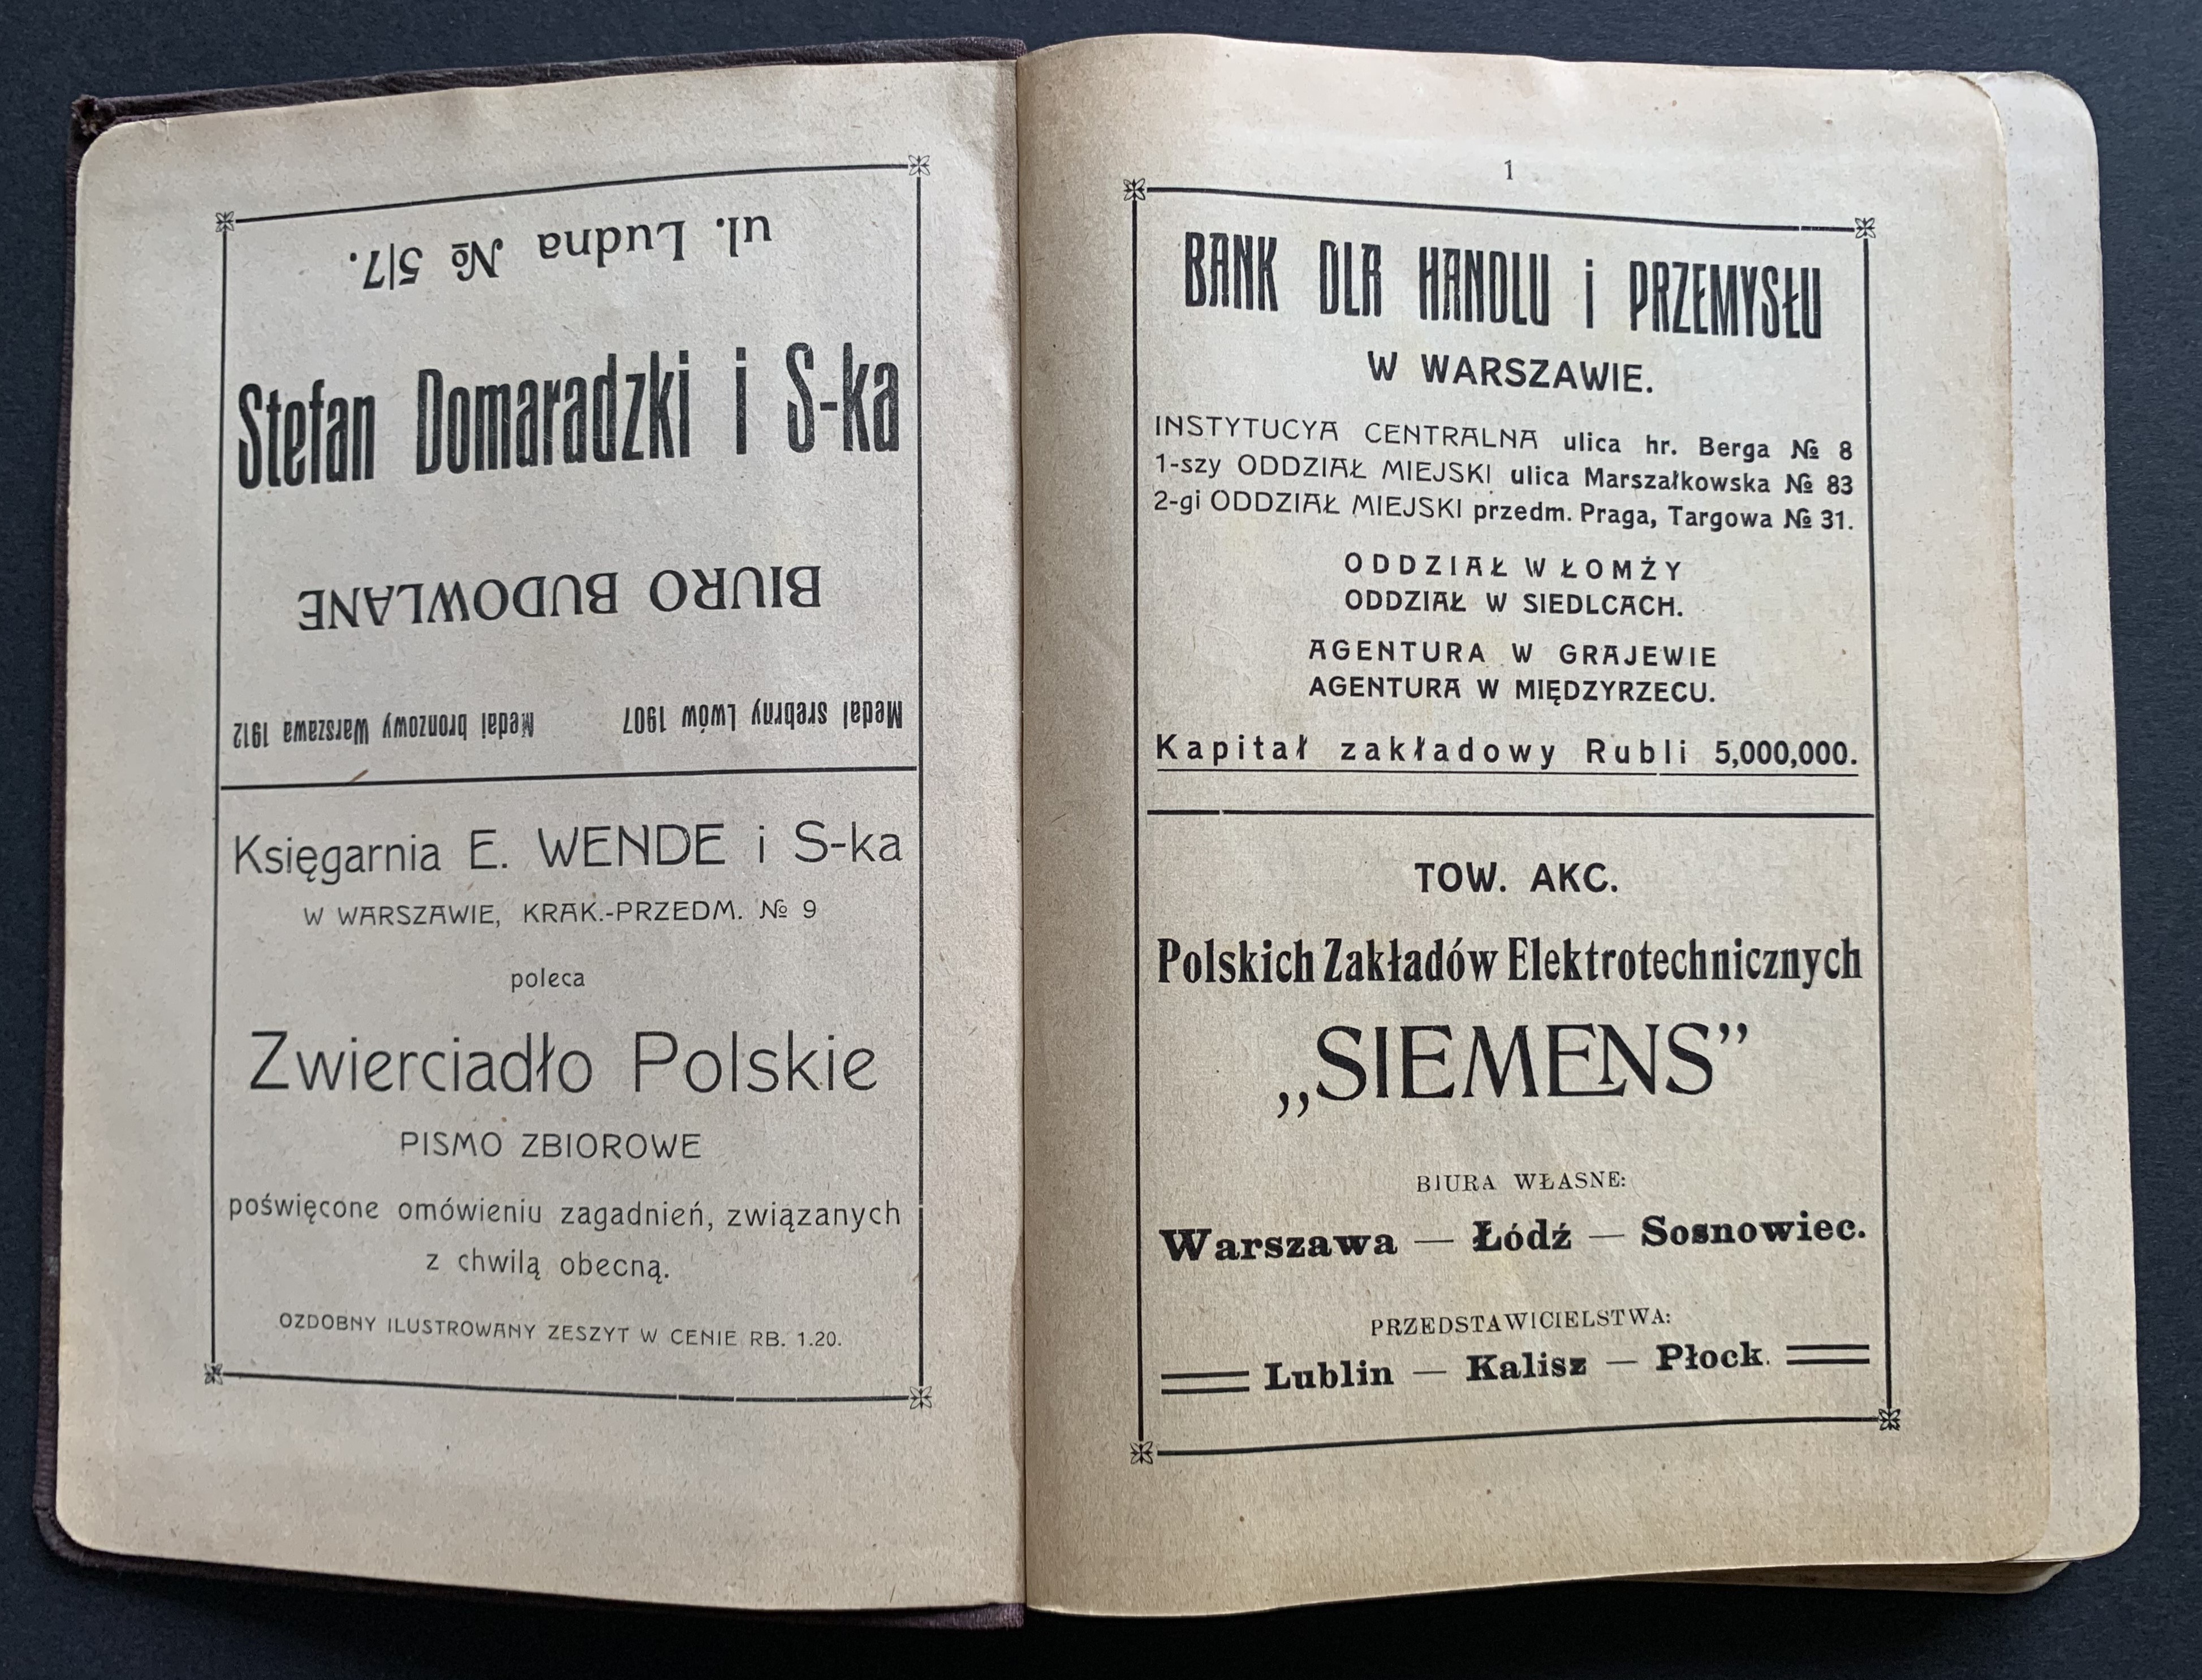 ul. Ludna № 5|7.
Stefan Domaradzki i S-ka
BIURO BUDOWLANE
Medal srebrny Lwów 1907 Medal bronzowy Warszawa 1912
Księgarnia E. WENDE i S-ka
W WARSZAWIE, KRAK.-PRZEDM. № 9
poleca
Zwierciadło Polskie
PISMO ZBIOROWE
poświęcone omówieniu zagadnień, związanych
z chwilą obecną.
OZDOBNY ILUSTROWANY ZESZYT W CENIE RB. 1.20.
1
BANK DLA HANDLU i PRZEMYSŁU
W WARSZAWIE.
INSTYTUCYA CENTRALNA ulica hr. Berga № 8
1-szy ODDZIAŁ MIEJSKI ulica Marszałkowska № 83
2-gi ODDZIAŁ MIEJSKI przedm. Praga, Targowa № 31.
ODDZIAŁ W ŁOMŻY
ODDZIAŁ W SIEDLCACH.
AGENTURA W GRAJEWIE
AGENTURA W MIĘDZYRZECU.
Kapitał zakładowy Rubli 5,000,000.
TOW. AKC.
Polskich Zakładów Elektrotechnicznych
„SIEMENS”
BIURA WŁASNE:
Warszawa — Łódź — Sosnowiec.
PRZEDSTAWICIELSTWA:
Lublin — Kalisz — Płock.